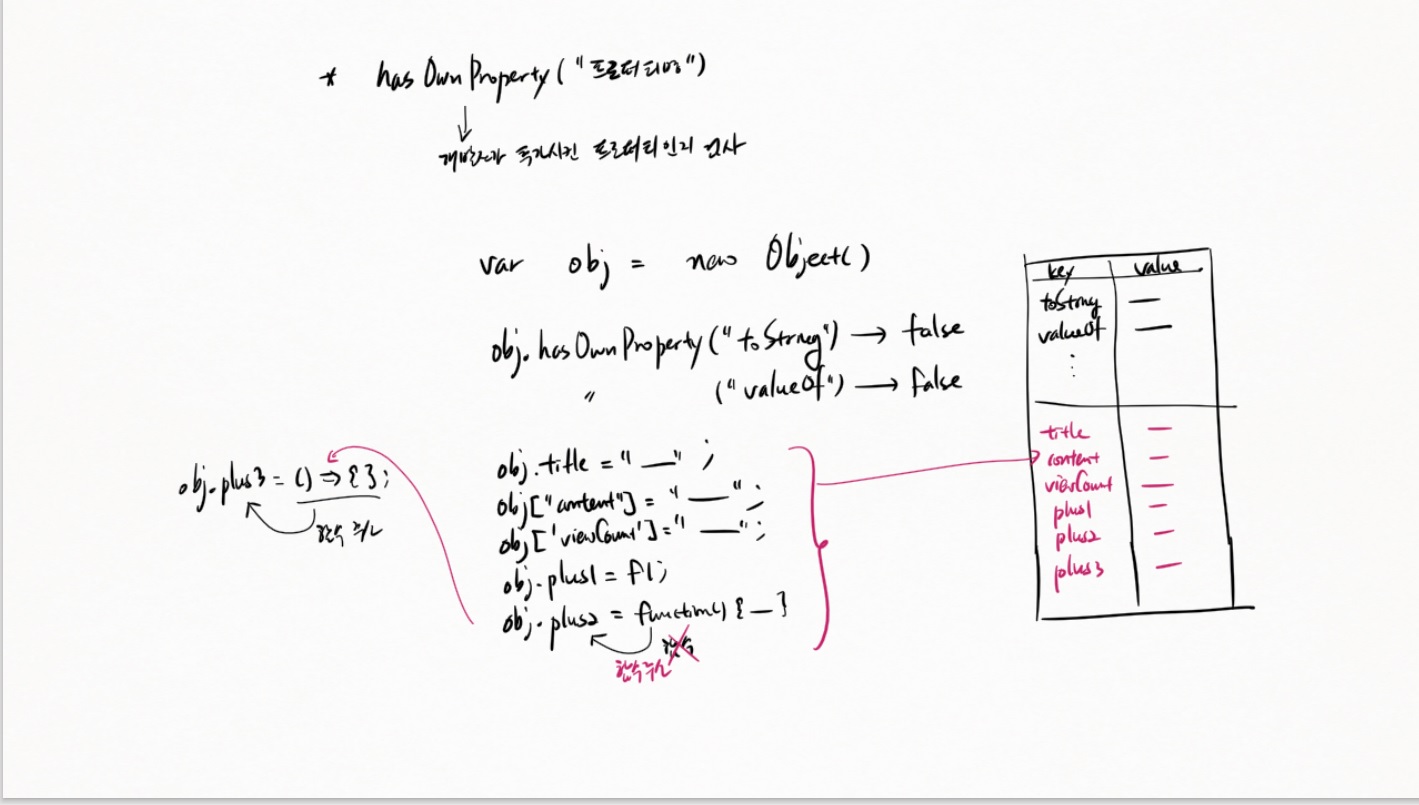 * hasOwnProperty("프로퍼티명")
개발자가 추가시킨 프로퍼티인지 검사
var obj = new Object()
obj.hasOwnProperty("toString") → false
〃 ("valueOf") → false
obj.title = "—" ;
obj["content"] = "—" ;
obj['viewCount'] = "—" ;
obj.plus1 = f1;
obj.plus2 = function() { — }
함수
함수주소
obj.plus3 = () => { };
함수 주소
key value
toString —
valueOf —
⋮
title —
content —
viewCount —
plus1 —
plus2 —
plus3 —